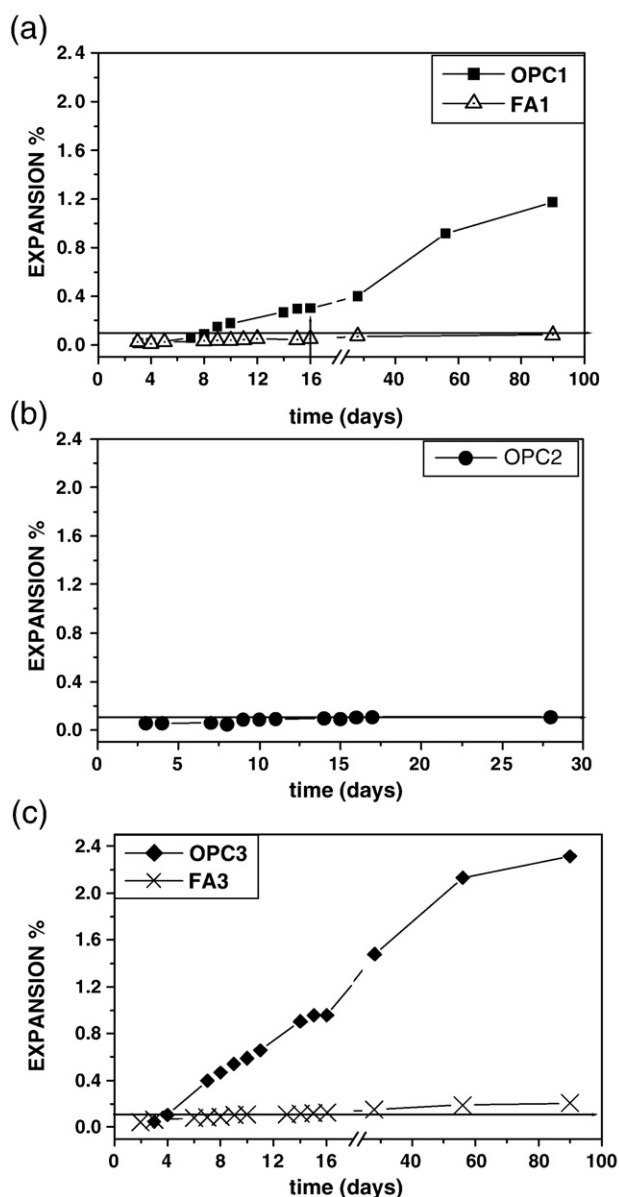 (a)
2.4
2.0
1.6
1.2
0.8
0.4
0.0
EXPANSION %
OPC1
FA1
0 4 8 12 16 40 60 80 100
time (days)
(b)
2.4
2.0
1.6
1.2
0.8
0.4
0.0
EXPANSION %
OPC2
0 5 10 15 20 25 30
time (days)
(c)
2.4
2.0
1.6
1.2
0.8
0.4
0.0
EXPANSION %
OPC3
FA3
0 4 8 12 16 40 60 80 100
time (days)